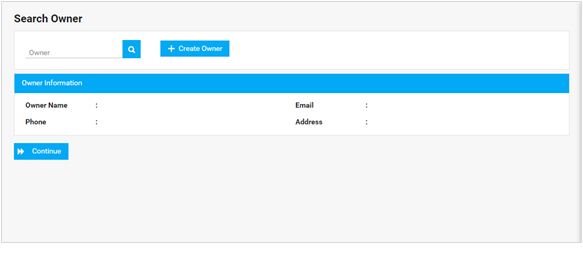 Search Owner
Owner
Create Owner
Owner Information
Owner Name : Email :
Phone : Address :
Continue